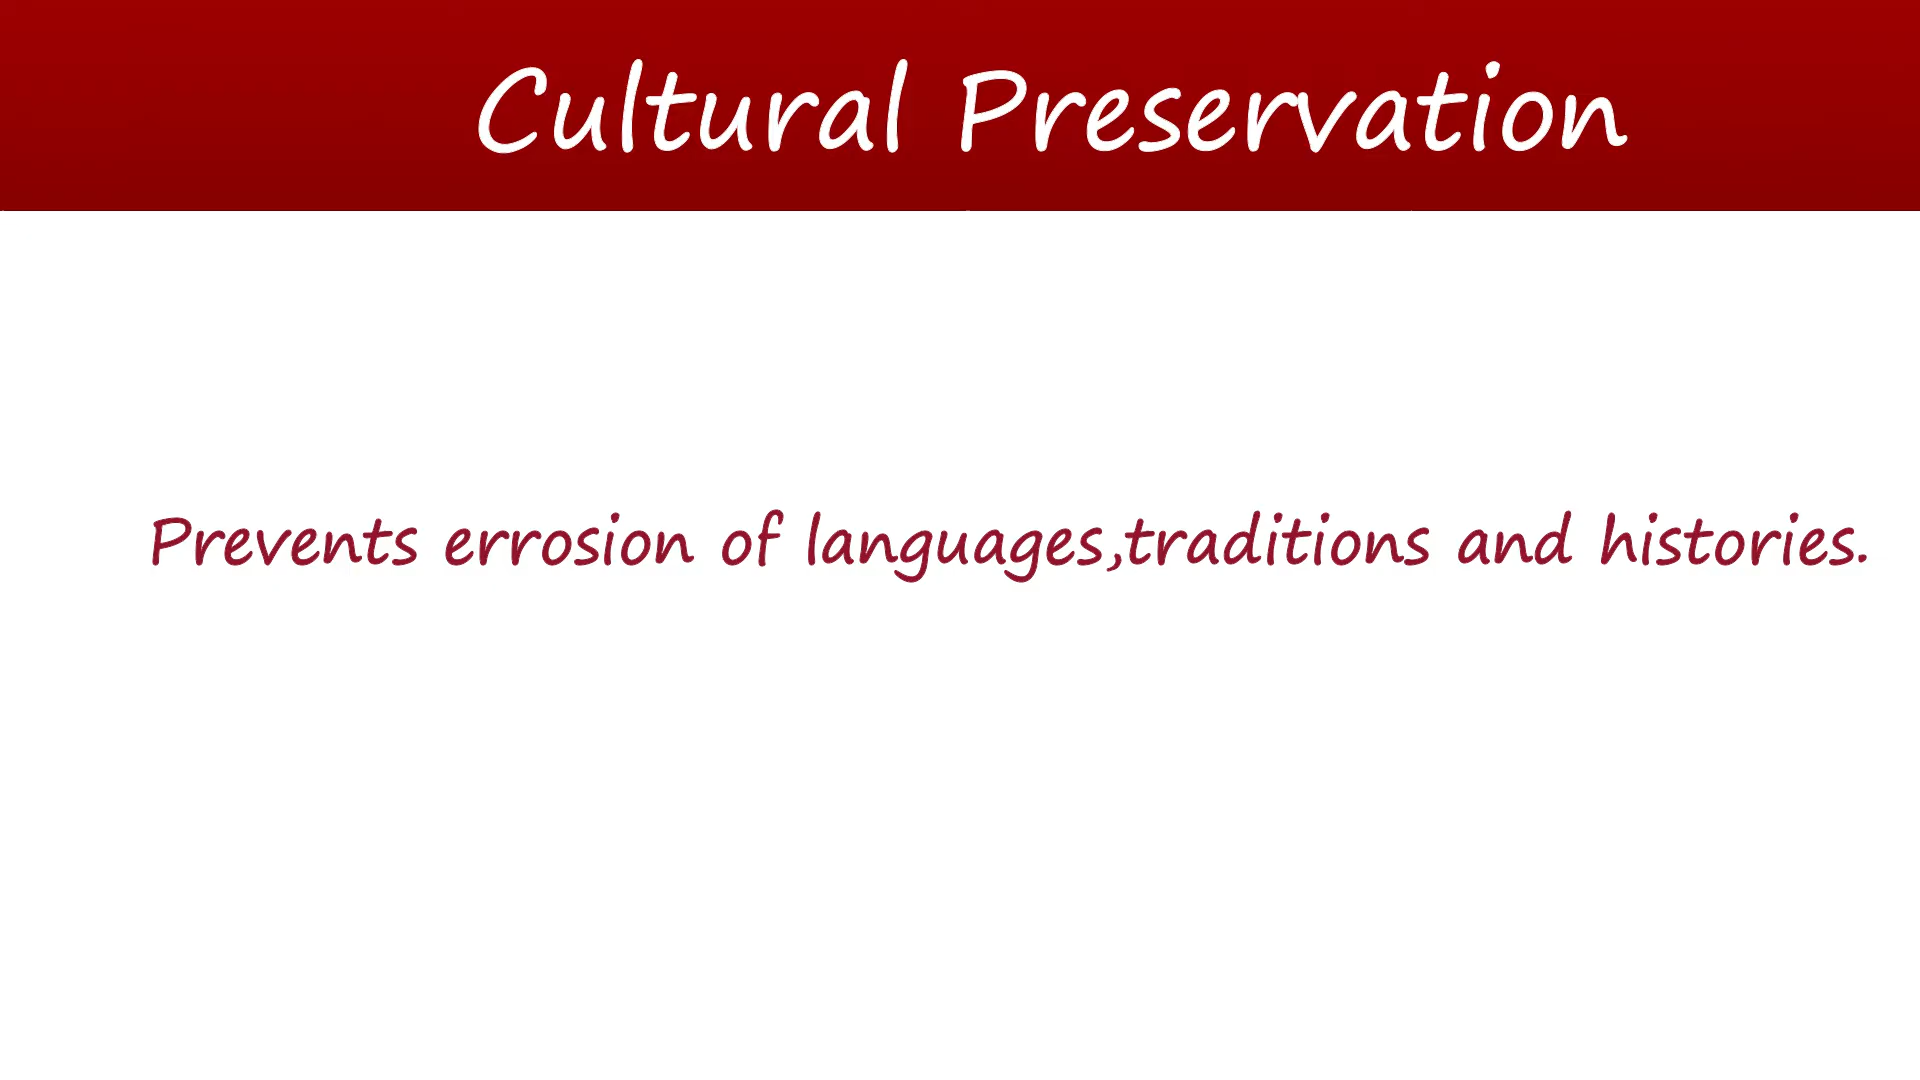 Cultural Preservation
Prevents errosion of languages,traditions and histories.